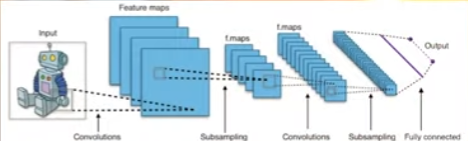 Feature maps
Input
f.maps
f.maps
Output
Convolutions
Subsampling
Convolutions
Subsampling
Fully connected